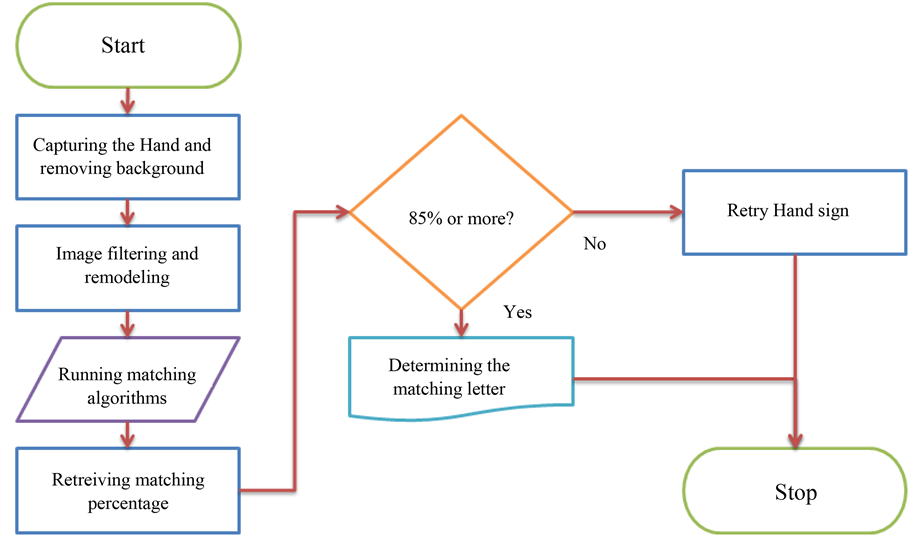 Start
Capturing the Hand and
removing background
Image filtering and
remodeling
Running matching
algorithms
Retreiving matching
percentage
85% or more?
No
Yes
Retry Hand sign
Determining the
matching letter
Stop